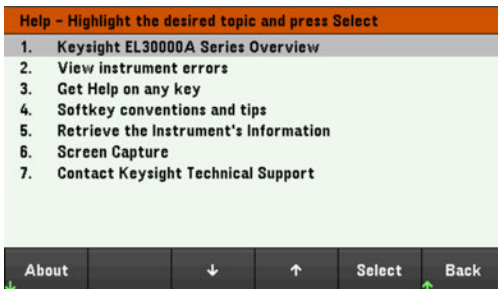 Help - Highlight the desired topic and press Select
1. Keysight EL30000A Series Overview
2. View instrument errors
3. Get Help on any key
4. Softkey conventions and tips
5. Retrieve the Instrument's Information
6. Screen Capture
7. Contact Keysight Technical Support
About ↓ ↑ Select Back